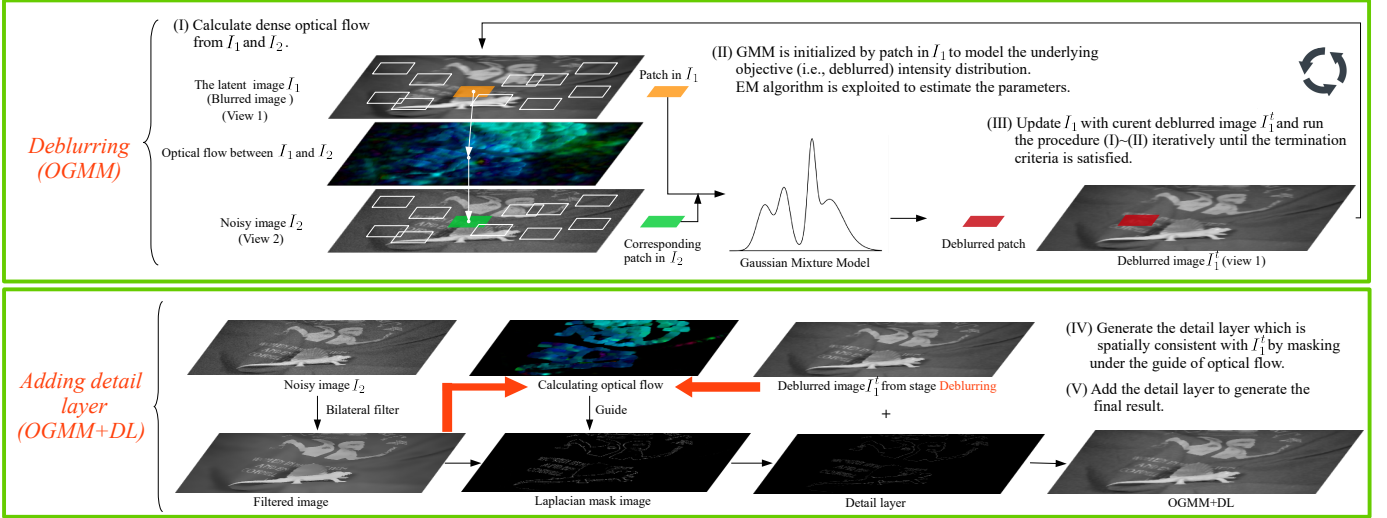 (I) Calculate dense optical flow
from I₁ and I₂.
The latent image I₁
(Blurred image )
(View 1)
Optical flow between I₁ and I₂
Noisy image I₂
(View 2)
Deblurring
(OGMM)
Patch in I₁
Corresponding
patch in I₂
(II) GMM is initialized by patch in I₁ to model the underlying
objective (i.e., deblurred) intensity distribution.
EM algorithm is exploited to estimate the parameters.
Gaussian Mixture Model
(III) Update I₁ with curent deblurred image I₁ᵗ and run
the procedure (I)~(II) iteratively until the termination
criteria is satisfied.
Deblurred patch
Deblurred image I₁ᵗ (view 1)
Adding detail
layer
(OGMM+DL)
Noisy image I₂
Bilateral filter
Filtered image
Calculating optical flow
Guide
Laplacian mask image
Deblurred image I₁ᵗ from stage Deblurring
+
Detail layer
(IV) Generate the detail layer which is
spatially consistent with I₁ᵗ by masking
under the guide of optical flow.
(V) Add the detail layer to generate the
final result.
OGMM+DL